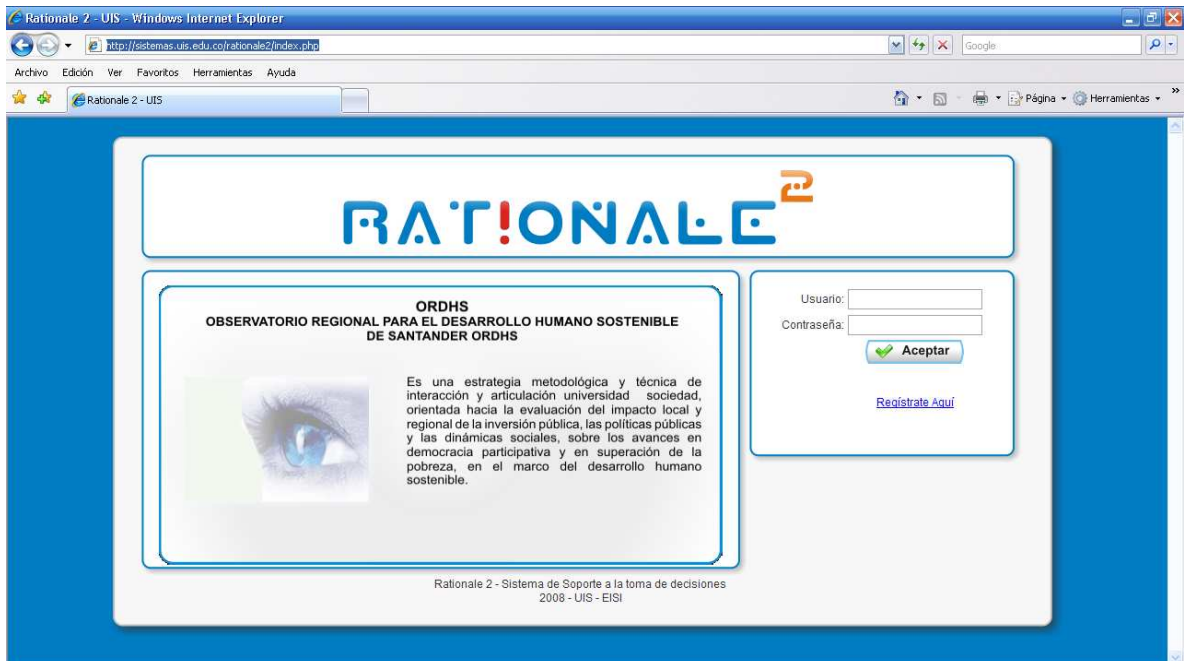 Rationale 2 - UIS - Windows Internet Explorer
http://sistemas.uis.edu.co/rationale2/index.php
Google
Archivo Edición Ver Favoritos Herramientas Ayuda
Rationale 2 - UIS
Página
Herramientas
RAT!ONALE2
ORDHS
OBSERVATORIO REGIONAL PARA EL DESARROLLO HUMANO SOSTENIBLE
DE SANTANDER ORDHS
Es una estrategia metodológica y técnica de
interacción y articulación universidad sociedad,
orientada hacia la evaluación del impacto local y
regional de la inversión pública, las políticas públicas
y las dinámicas sociales, sobre los avances en
democracia participativa y en superación de la
pobreza, en el marco del desarrollo humano
sostenible.
Usuario:
Contraseña:
Aceptar
Regístrate Aquí
Rationale 2 - Sistema de Soporte a la toma de decisiones
2008 - UIS - EISI